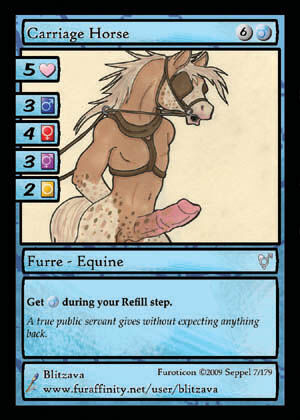 Carriage Horse 6
5
3
4
3
2
Furre - Equine
Get during your Refill step.
A true public servant gives without expecting anything
back.
Blitzava
Furoticon ©2009 Seppel 7/179
www.furaffinity.net/user/blitzava